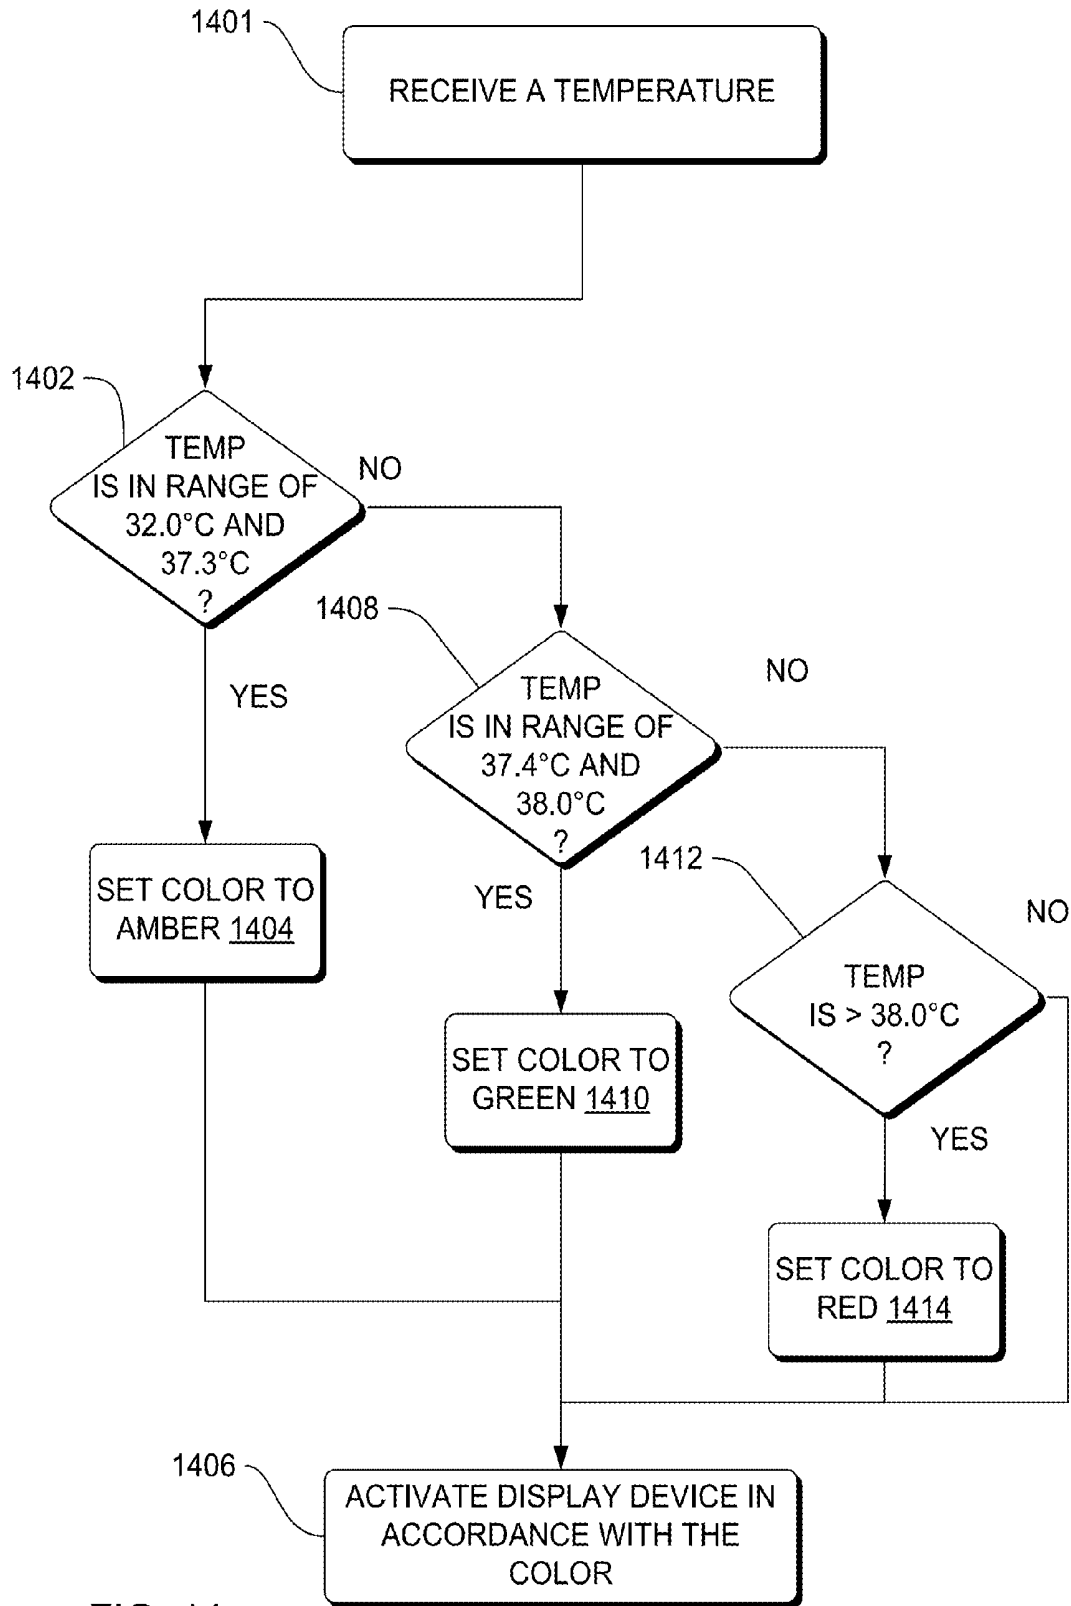 1401
RECEIVE A TEMPERATURE
1402
TEMP
IS IN RANGE OF
32.0°C AND
37.3°C
?
NO
YES
1408
TEMP
IS IN RANGE OF
37.4°C AND
38.0°C
?
NO
YES
SET COLOR TO
AMBER 1404
1412
TEMP
IS > 38.0°C
?
NO
YES
SET COLOR TO
GREEN 1410
SET COLOR TO
RED 1414
1406
ACTIVATE DISPLAY DEVICE IN
ACCORDANCE WITH THE
COLOR